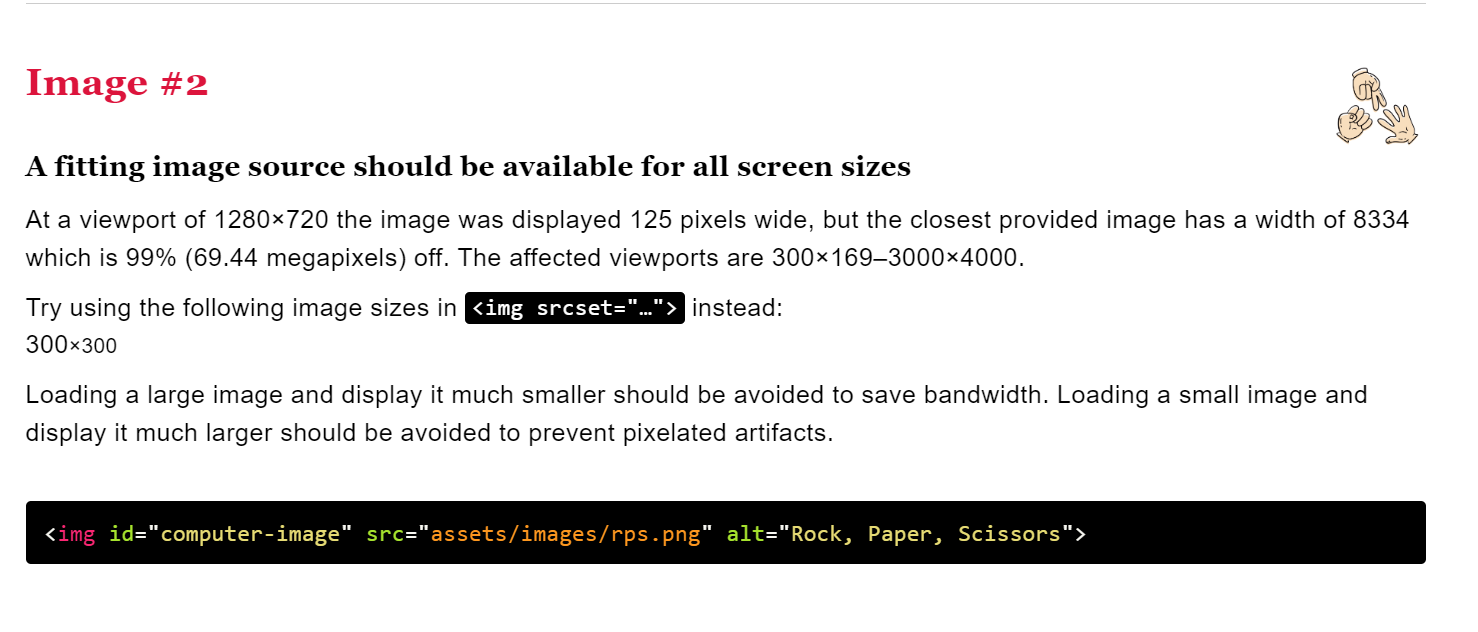 Image #2
A fitting image source should be available for all screen sizes
At a viewport of 1280×720 the image was displayed 125 pixels wide, but the closest provided image has a width of 8334
which is 99% (69.44 megapixels) off. The affected viewports are 300×169–3000×4000.
Try using the following image sizes in <img srcset="…"> instead:
300×300
Loading a large image and display it much smaller should be avoided to save bandwidth. Loading a small image and
display it much larger should be avoided to prevent pixelated artifacts.
<img id="computer-image" src="assets/images/rps.png" alt="Rock, Paper, Scissors">